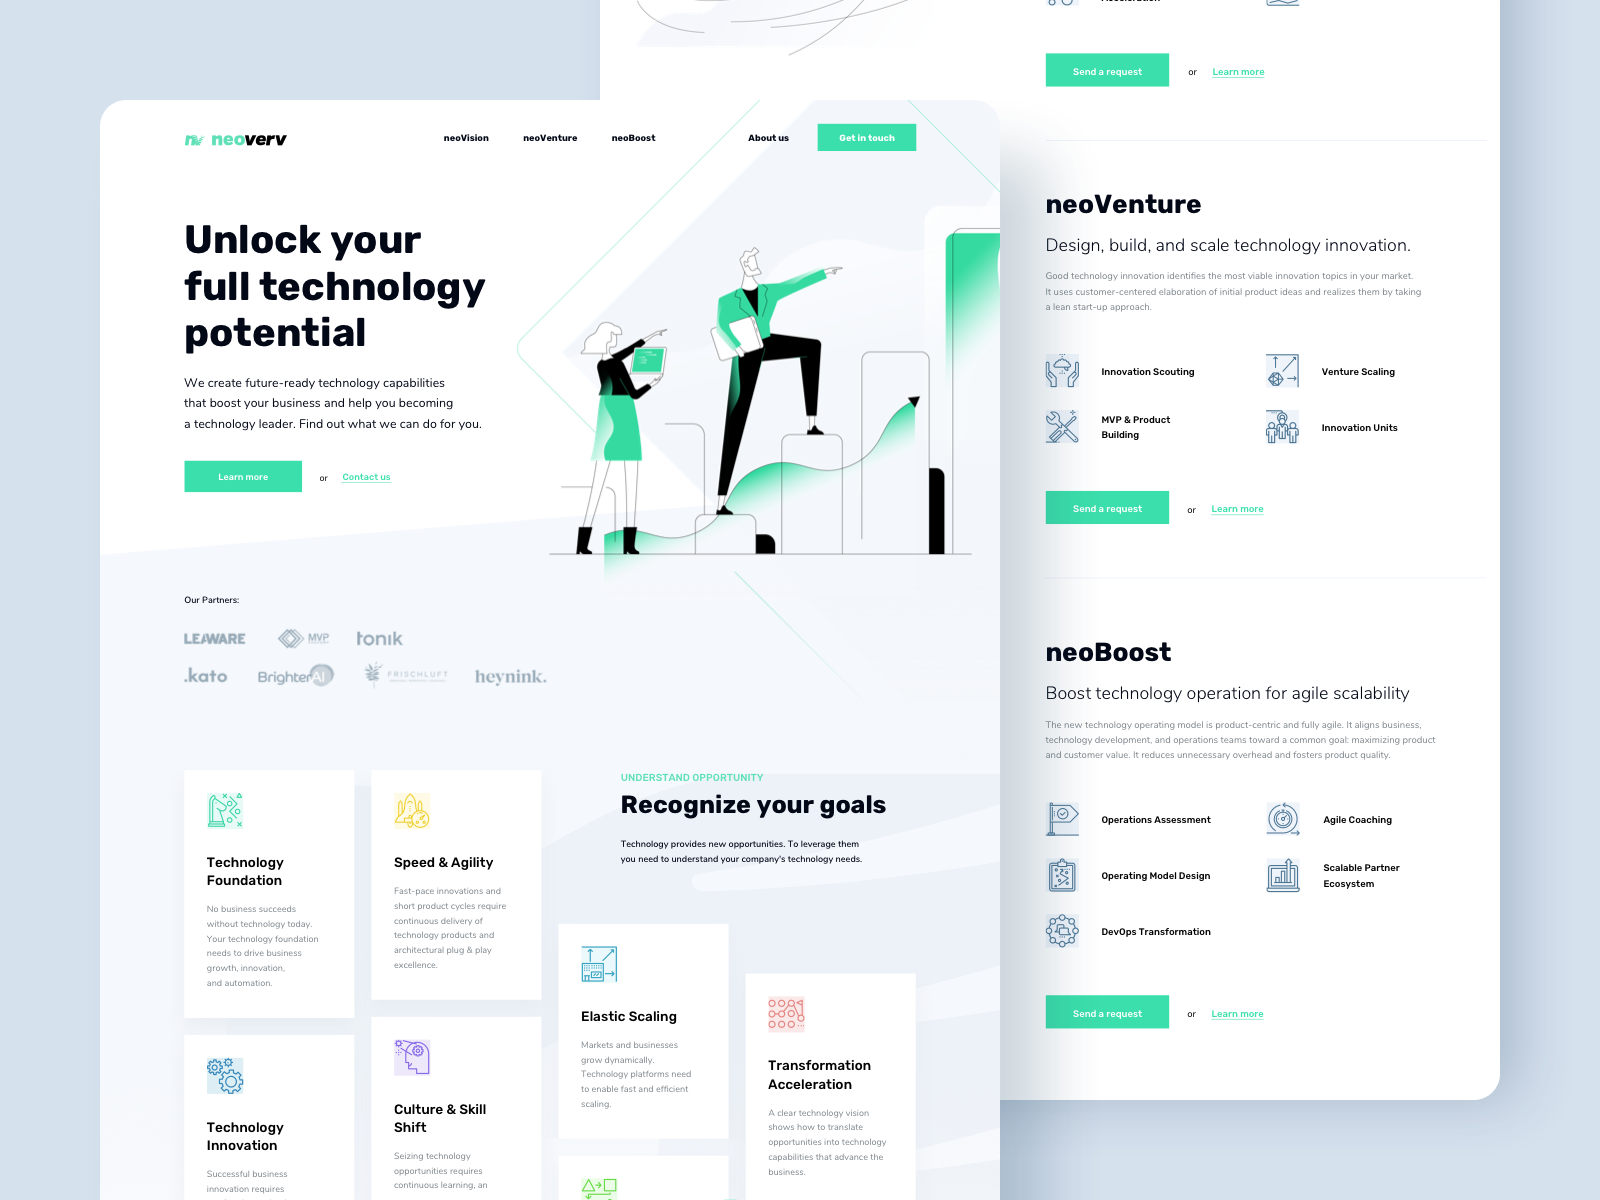 neoverv
neoVision
neoVenture
neoBoost
About us
Get in touch
Unlock your
full technology
potential
We create future-ready technology capabilities
that boost your business and help you becoming
a technology leader. Find out what we can do for you.
Learn more
or
Contact us
Our Partners:
LEAWARE
MVP
tonik
.kato
BrighterAI
FRISCHLUFT
heynink.
Technology
Foundation
No business succeeds
without technology today.
Your technology foundation
needs to drive business
growth, innovation,
and automation.
Speed & Agility
Fast-pace innovations and
short product cycles require
continuous delivery of
technology products and
architectural plug & play
excellence.
UNDERSTAND OPPORTUNITY
Recognize your goals
Technology provides new opportunities. To leverage them
you need to understand your company's technology needs.
Elastic Scaling
Markets and businesses
grow dynamically.
Technology platforms need
to enable fast and efficient
scaling.
Transformation
Acceleration
A clear technology vision
shows how to translate
opportunities into technology
capabilities that advance the
business.
Technology
Innovation
Successful business
innovation requires
Culture & Skill
Shift
Seizing technology
opportunities requires
continuous learning, an
Send a request
or
Learn more
neoVenture
Design, build, and scale technology innovation.
Good technology innovation identifies the most viable innovation topics in your market.
It uses customer-centered elaboration of initial product ideas and realizes them by taking
a lean start-up approach.
Innovation Scouting
Venture Scaling
MVP & Product
Building
Innovation Units
Send a request
or
Learn more
neoBoost
Boost technology operation for agile scalability
The new technology operating model is product-centric and fully agile. It aligns business,
technology development, and operations teams toward a common goal: maximizing product
and customer value. It reduces unnecessary overhead and fosters product quality.
Operations Assessment
Agile Coaching
Operating Model Design
Scalable Partner
Ecosystem
DevOps Transformation
Send a request
or
Learn more